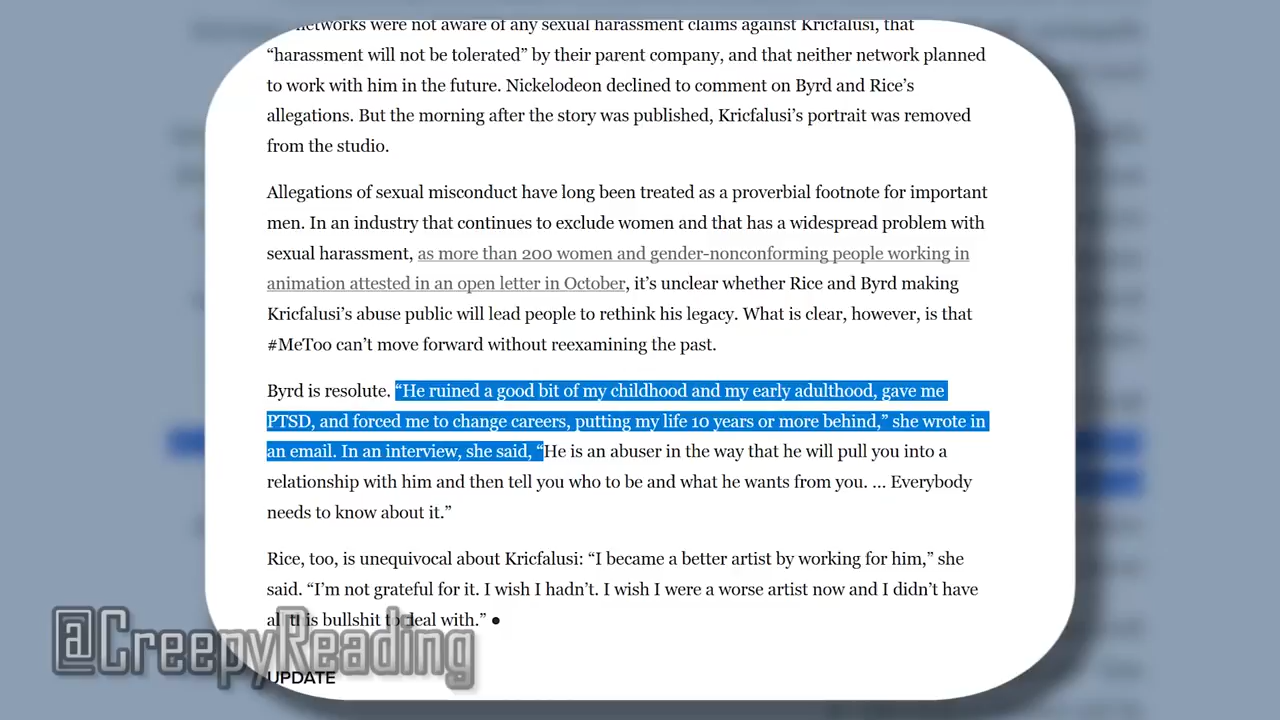 networks were not aware of any sexual harassment claims against Kricfalusi, that
“harassment will not be tolerated” by their parent company, and that neither network planned
to work with him in the future. Nickelodeon declined to comment on Byrd and Rice’s
allegations. But the morning after the story was published, Kricfalusi’s portrait was removed
from the studio.
Allegations of sexual misconduct have long been treated as a proverbial footnote for important
men. In an industry that continues to exclude women and that has a widespread problem with
sexual harassment, as more than 200 women and gender-nonconforming people working in
animation attested in an open letter in October, it’s unclear whether Rice and Byrd making
Kricfalusi’s abuse public will lead people to rethink his legacy. What is clear, however, is that
#MeToo can’t move forward without reexamining the past.
Byrd is resolute. “He ruined a good bit of my childhood and my early adulthood, gave me
PTSD, and forced me to change careers, putting my life 10 years or more behind,” she wrote in
an email. In an interview, she said, “He is an abuser in the way that he will pull you into a
relationship with him and then tell you who to be and what he wants from you. ... Everybody
needs to know about it.”
Rice, too, is unequivocal about Kricfalusi: “I became a better artist by working for him,” she
said. “I’m not grateful for it. I wish I hadn’t. I wish I were a worse artist now and I didn’t have
all this bullshit to deal with.” ●
@CreepyReading
UPDATE